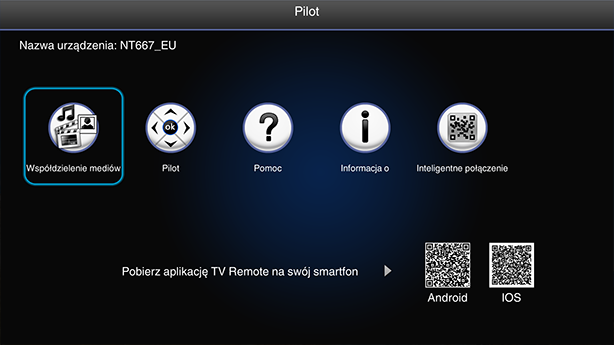 Pilot
Nazwa urządzenia: NT667_EU
ok
Współdzielenie mediów
Pilot
Pomoc
Informacja o
Inteligentne połączenie
Pobierz aplikację TV Remote na swój smartfon
Android
IOS